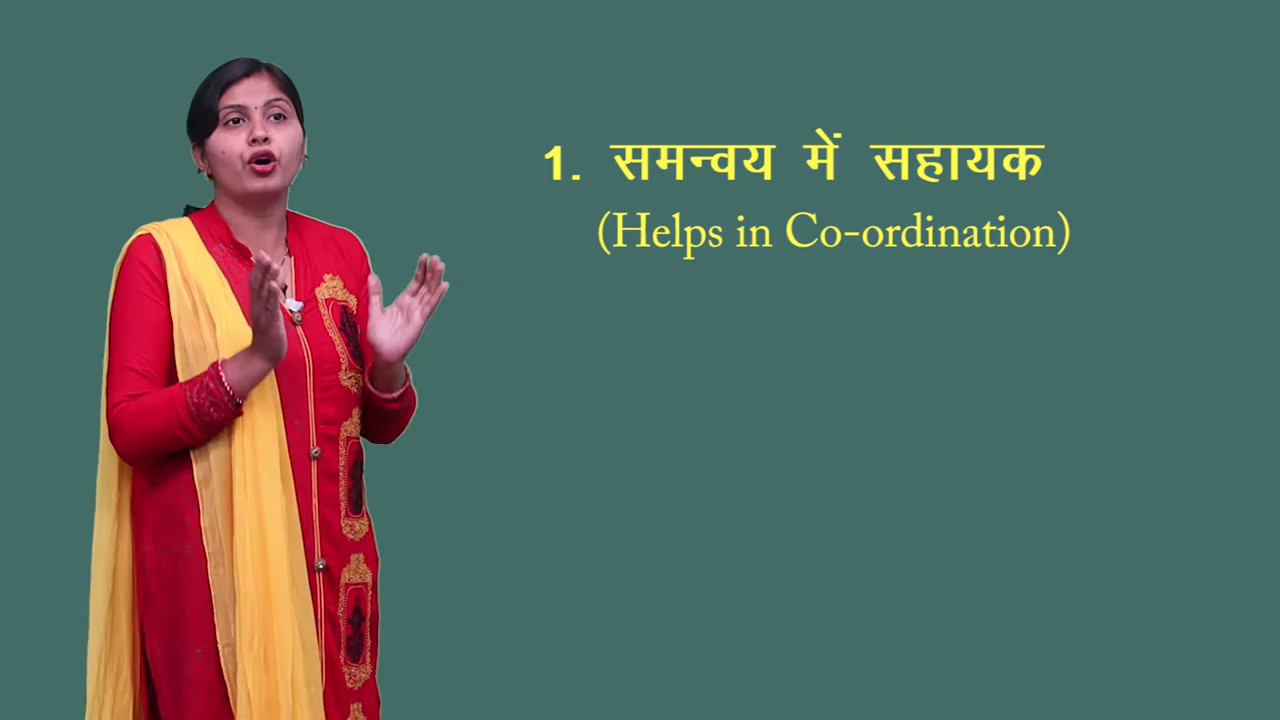 1. समन्वय में सहायक
(Helps in Co-ordination)